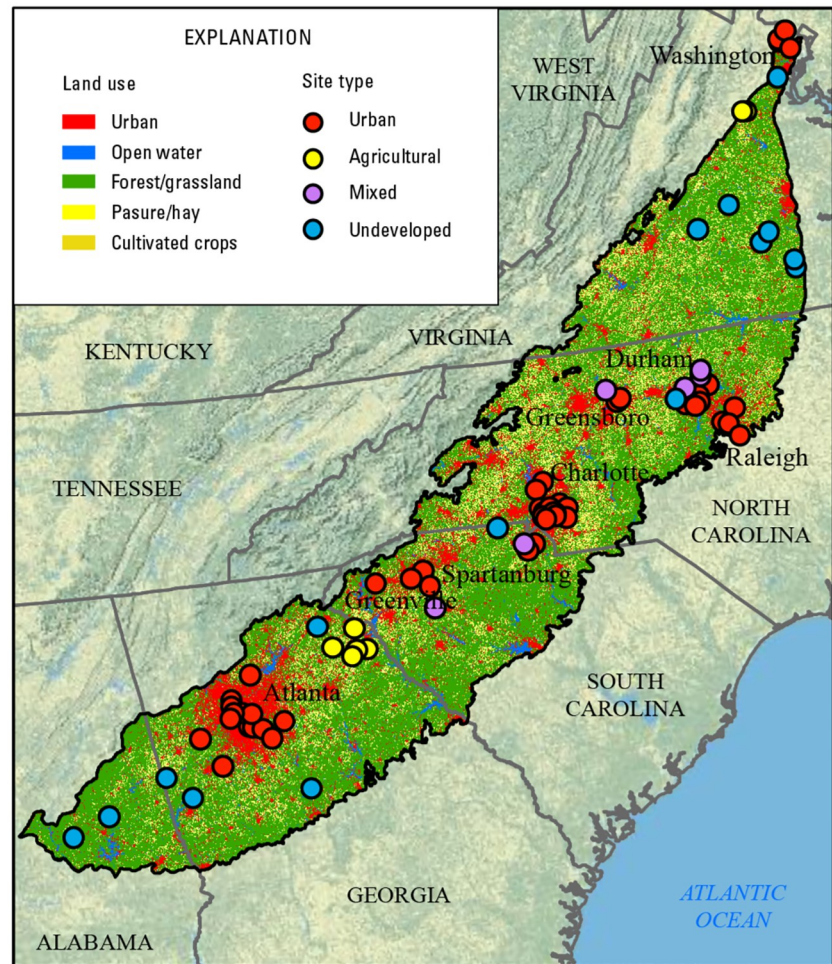 EXPLANATION
Land use
Urban
Open water
Forest/grassland
Pasure/hay
Cultivated crops
Site type
Urban
Agricultural
Mixed
Undeveloped
Washington
WEST
VIRGINIA
KENTUCKY
VIRGINIA
Durham
Greensboro
Raleigh
TENNESSEE
Charlotte
NORTH
CAROLINA
Spartanburg
Greenville
Atlanta
SOUTH
CAROLINA
GEORGIA
ATLANTIC
OCEAN
ALABAMA